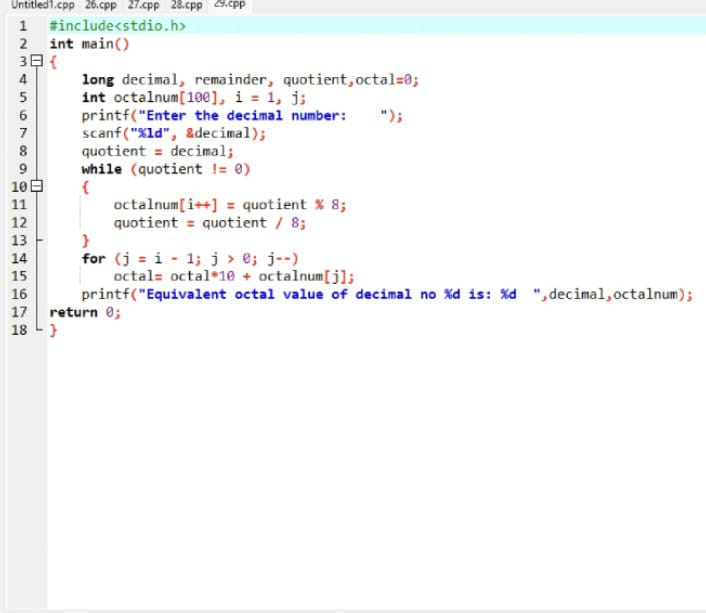 Untitled1.cpp 26.cpp 27.cpp 28.cpp 29.cpp
1 #include<stdio.h>
2 int main()
3 {
4 long decimal, remainder, quotient,octal=0;
5 int octalnum[100], i = 1, j;
6 printf("Enter the decimal number:    ");
7 scanf("%ld", &decimal);
8 quotient = decimal;
9 while (quotient != 0)
10 {
11 octalnum[i++] = quotient % 8;
12 quotient = quotient / 8;
13 }
14 for (j = i - 1; j > 0; j--)
15 octal= octal*10 + octalnum[j];
16 printf("Equivalent octal value of decimal no %d is: %d  ",decimal,octalnum);
17 return 0;
18 }